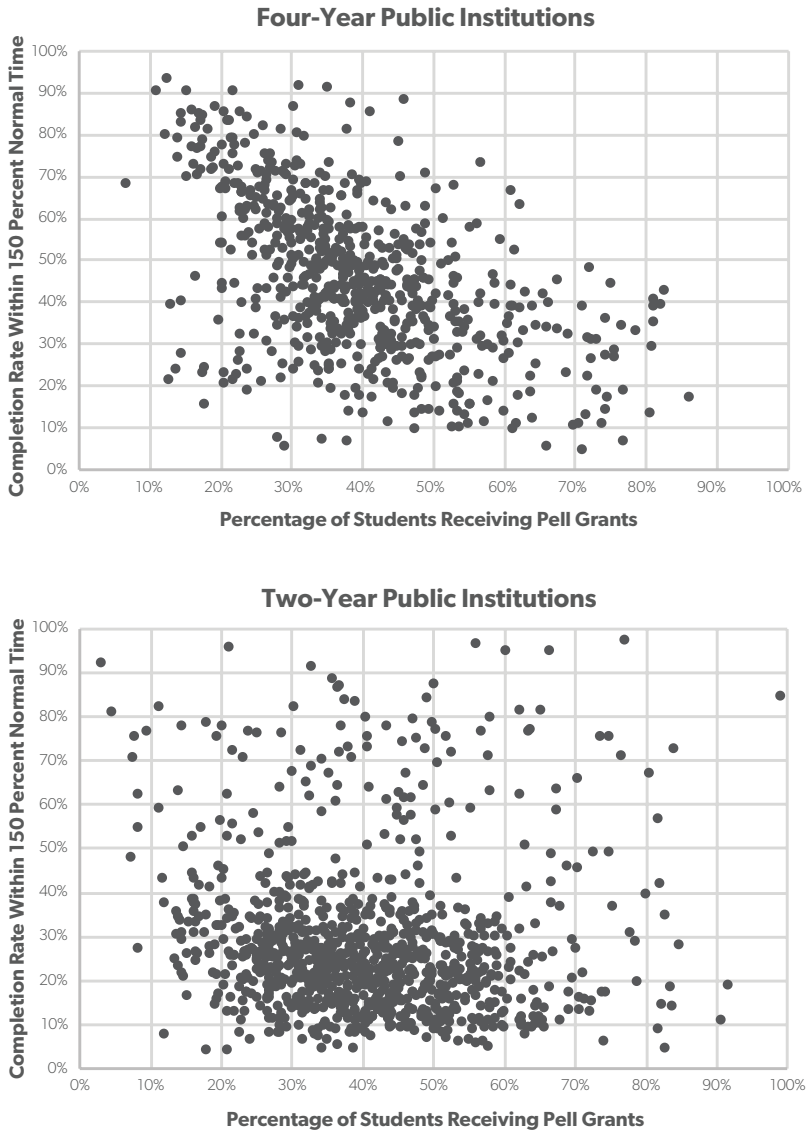 Four-Year Public Institutions
Completion Rate Within 150 Percent Normal Time
100%
90%
80%
70%
60%
50%
40%
30%
20%
10%
0%
0% 10% 20% 30% 40% 50% 60% 70% 80% 90% 100%
Percentage of Students Receiving Pell Grants
Two-Year Public Institutions
Completion Rate Within 150 Percent Normal Time
100%
90%
80%
70%
60%
50%
40%
30%
20%
10%
0%
0% 10% 20% 30% 40% 50% 60% 70% 80% 90% 100%
Percentage of Students Receiving Pell Grants